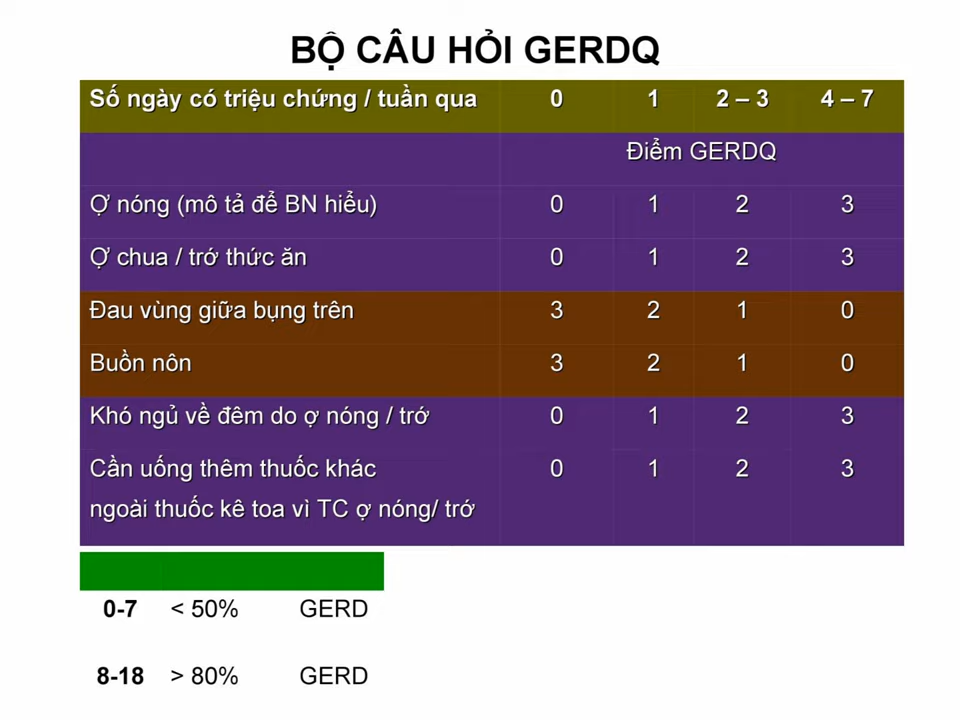 BỘ CÂU HỎI GERDQ
Số ngày có triệu chứng / tuần qua 0 1 2 – 3 4 – 7
Điểm GERDQ
Ợ nóng (mô tả để BN hiểu) 0 1 2 3
Ợ chua / trớ thức ăn 0 1 2 3
Đau vùng giữa bụng trên 3 2 1 0
Buồn nôn 3 2 1 0
Khó ngủ về đêm do ợ nóng / trớ 0 1 2 3
Cần uống thêm thuốc khác 0 1 2 3
ngoài thuốc kê toa vì TC ợ nóng/ trớ
0-7 < 50% GERD
8-18 > 80% GERD